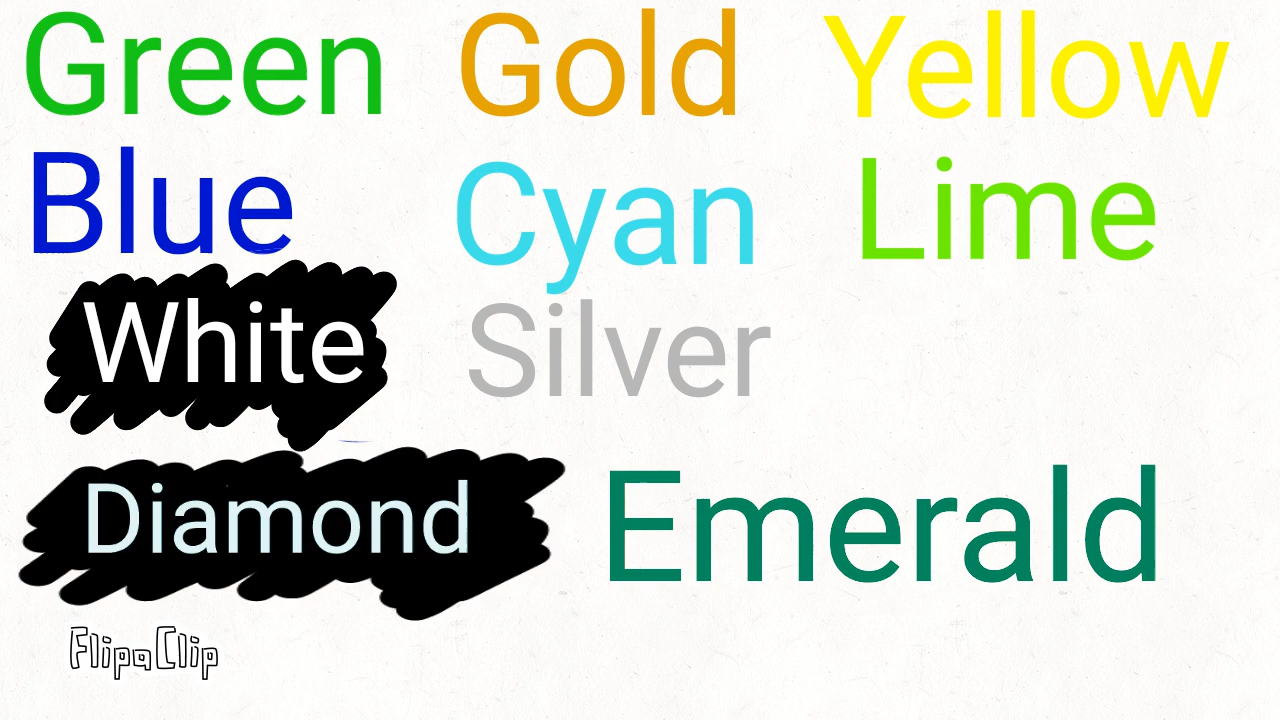 Green Gold Yellow
Blue Cyan Lime
White Silver
Diamond Emerald
FlipaClip